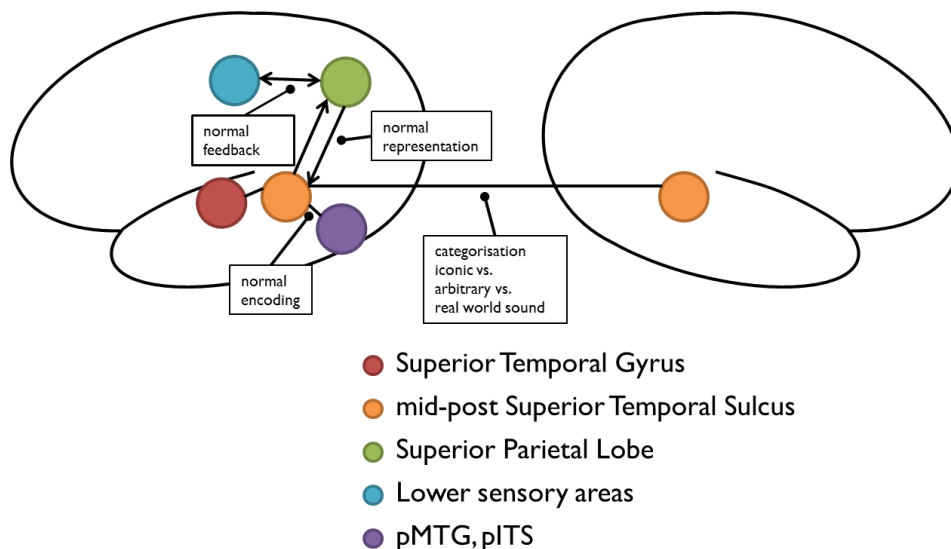 normal
feedback
normal
representation
normal
encoding
categorisation
iconic vs.
arbitrary vs.
real world sound
Superior Temporal Gyrus
mid-post Superior Temporal Sulcus
Superior Parietal Lobe
Lower sensory areas
pMTG, pITS